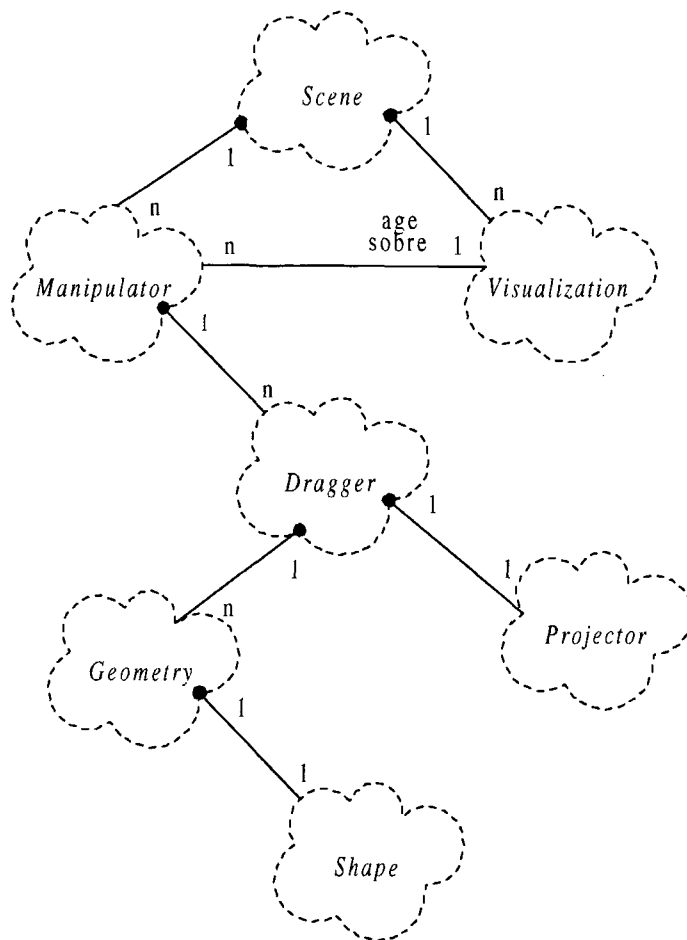 Scene
1
1
n
n
age
sobre
n
1
Manipulator
Visualization
1
n
Dragger
1
1
1
n
Projector
Geometry
1
1
Shape